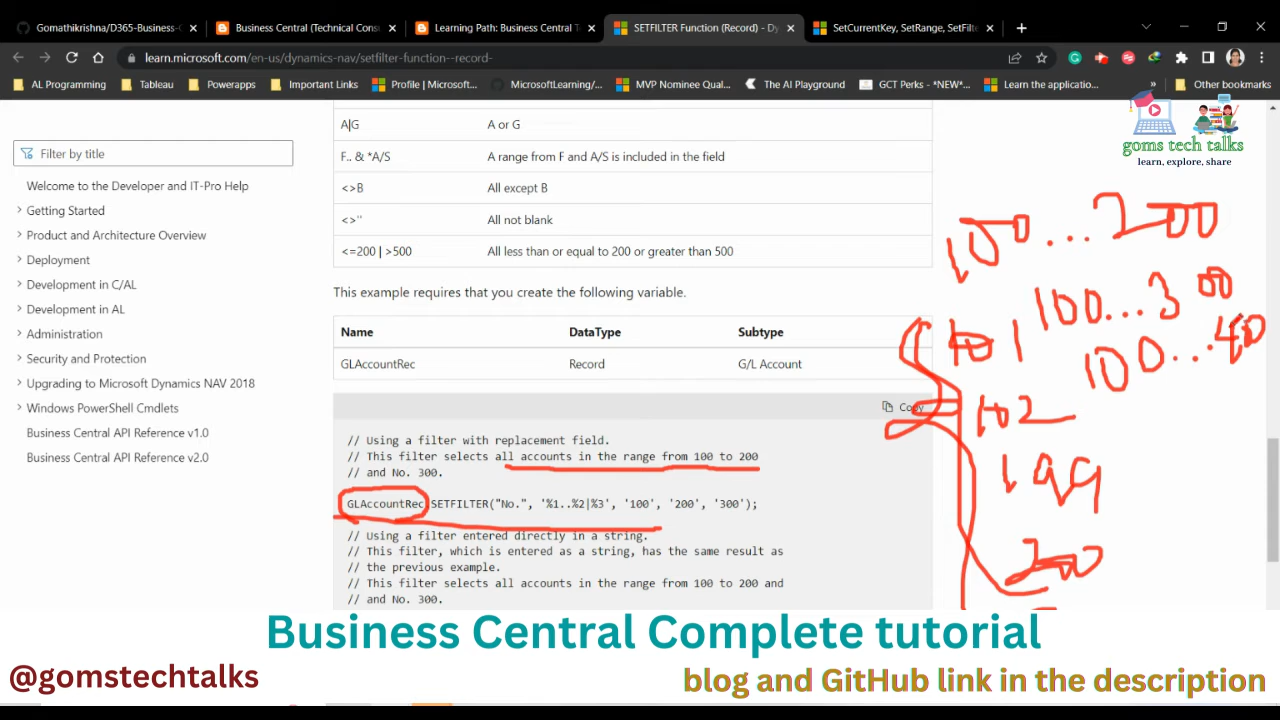 Gomathikrishna/D365-Business-C
Business Central (Technical Cons
Learning Path: Business Central T
SETFILTER Function (Record) - Dy
SetCurrentKey, SetRange, SetFilte
learn.microsoft.com/en-us/dynamics-nav/setfilter-function--record-
AL Programming
Tableau
Powerapps
Important Links
Profile | Microsoft...
MicrosoftLearning/...
MVP Nominee Qual...
The AI Playground
GCT Perks - *NEW*...
Learn the applicatio...
Other bookmarks
goms tech talks
learn, explore, share
Filter by title
Welcome to the Developer and IT-Pro Help
Getting Started
Product and Architecture Overview
Deployment
Development in C/AL
Development in AL
Administration
Security and Protection
Upgrading to Microsoft Dynamics NAV 2018
Windows PowerShell Cmdlets
Business Central API Reference v1.0
Business Central API Reference v2.0
A|G A or G
F.. & *A/S A range from F and A/S is included in the field
<>B All except B
<>'' All not blank
<=200 | >500 All less than or equal to 200 or greater than 500
This example requires that you create the following variable.
Name DataType Subtype
GLAccountRec Record G/L Account
Copy
// Using a filter with replacement field.
// This filter selects all accounts in the range from 100 to 200
// and No. 300.
GLAccountRec.SETFILTER("No.", '%1..%2|%3', '100', '200', '300');
// Using a filter entered directly in a string.
// This filter, which is entered as a string, has the same result as
// the previous example.
// This filter selects all accounts in the range from 100 to 200 and
// and No. 300.
100...200
100...300
100...40
102
199
200
Business Central Complete tutorial
@gomstechtalks
blog and GitHub link in the description